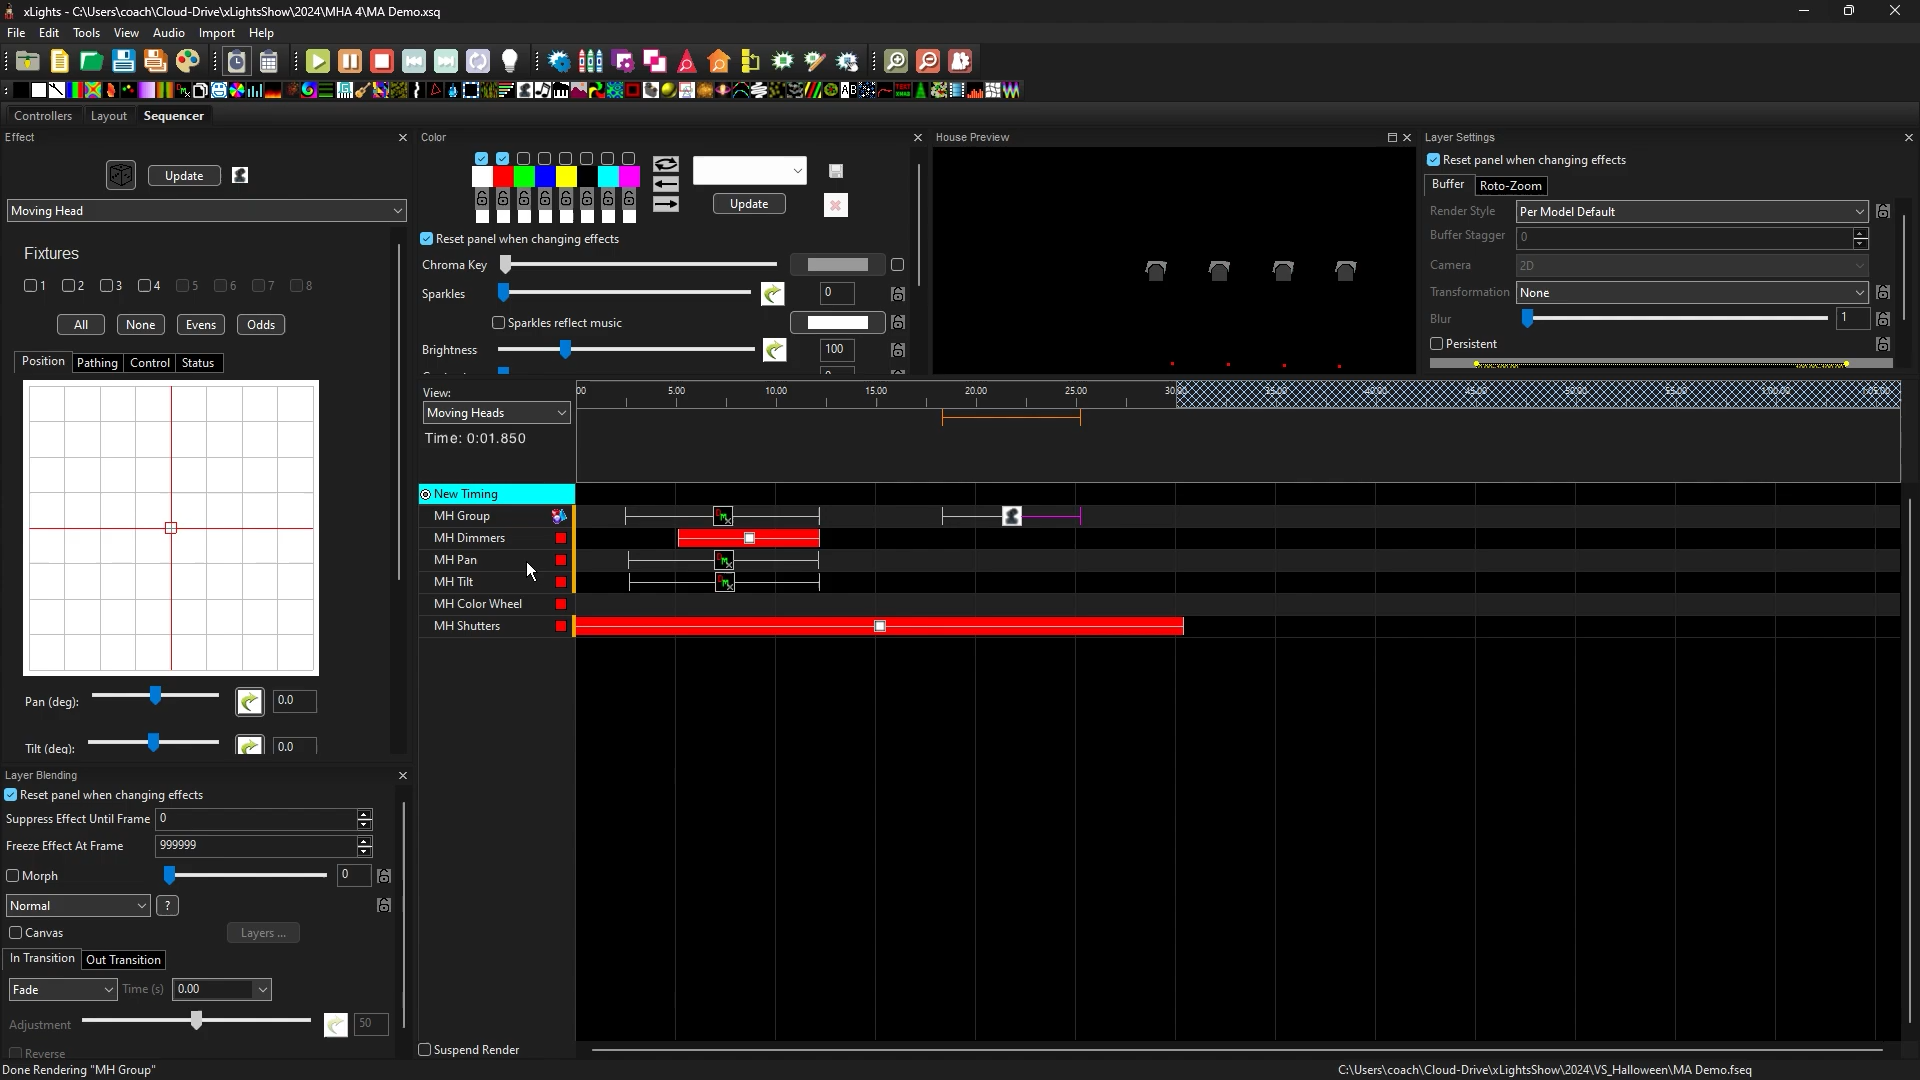 xLights - C:\Users\coach\Cloud-Drive\xLightsShow\2024\MHA 4\MA Demo.xsq
File Edit Tools View Audio Import Help
Controllers Layout Sequencer
Effect
Update
Moving Head
Fixtures
1 2 3 4 5 6 7 8
All None Evens Odds
Position Pathing Control Status
Pan (deg): 0.0
Tilt (deg): 0.0
Layer Blending
Reset panel when changing effects
Suppress Effect Until Frame 0
Freeze Effect At Frame 999999
Morph 0
Normal ?
Canvas Layers ...
In Transition Out Transition
Fade Time (s) 0.00
Adjustment 50
Reverse
Done Rendering "MH Group"
Color
Update
Reset panel when changing effects
Chroma Key
Sparkles 0
Sparkles reflect music
Brightness 100
House Preview
Layer Settings
Reset panel when changing effects
Buffer Roto-Zoom
Render Style Per Model Default
Buffer Stagger 0
Camera 2D
Transformation None
Blur 1
Persistent
View:
Moving Heads
Time: 0:01.850
5.00 10.00 15.00 20.00 25.00
New Timing
MH Group
MH Dimmers
MH Pan
MH Tilt
MH Color Wheel
MH Shutters
Suspend Render
C:\Users\coach\Cloud-Drive\xLightsShow\2024\VS_Halloween\MA Demo.fseq